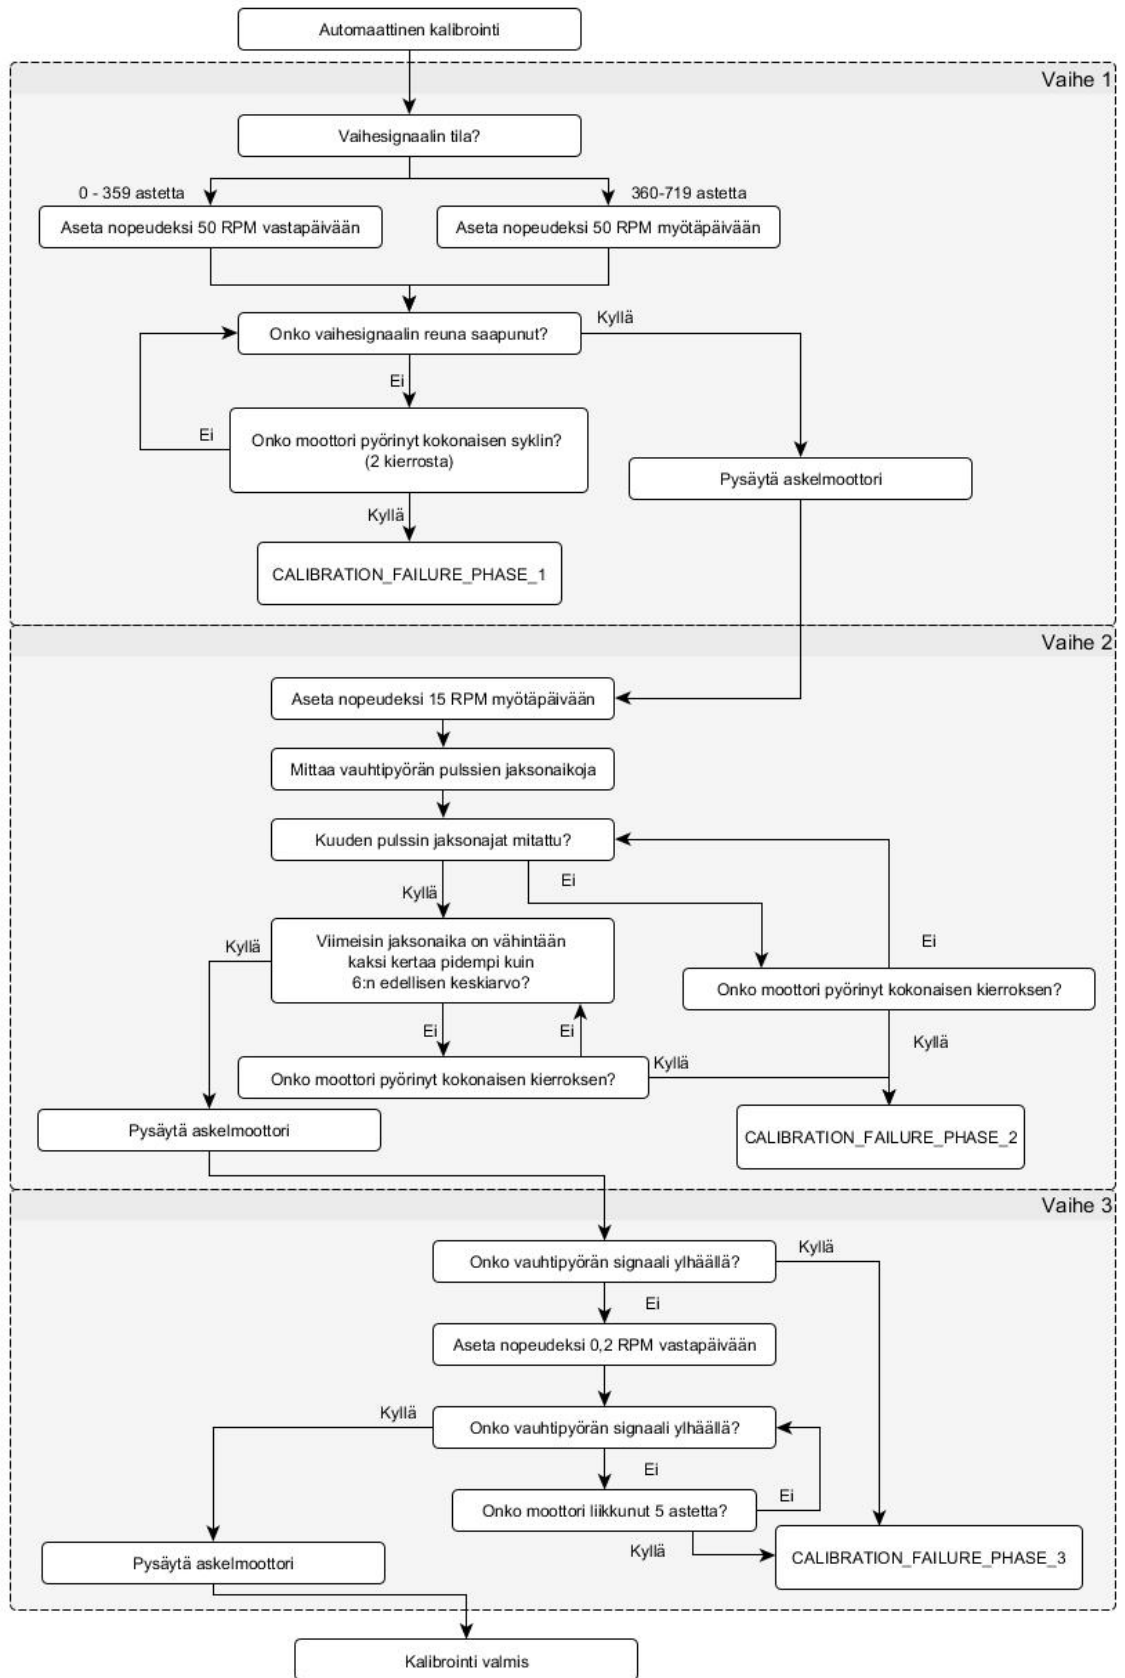 Automaattinen kalibrointi
Vaihe 1
Vaihesignaalin tila?
0 - 359 astetta
360-719 astetta
Aseta nopeudeksi 50 RPM vastapäivään
Aseta nopeudeksi 50 RPM myötäpäivään
Onko vaihesignaalin reuna saapunut?
Kyllä
Ei
Ei
Onko moottori pyörinyt kokonaisen syklin?
(2 kierrosta)
Pysäytä askelmoottori
Kyllä
CALIBRATION_FAILURE_PHASE_1
Vaihe 2
Aseta nopeudeksi 15 RPM myötäpäivään
Mittaa vauhtipyörän pulssien jaksonaikoja
Kuuden pulssin jaksonajat mitattu?
Ei
Kyllä
Kyllä
Viimeisin jaksonaika on vähintään
kaksi kertaa pidempi kuin
6:n edellisen keskiarvo?
Ei
Onko moottori pyörinyt kokonaisen kierroksen?
Ei
Ei
Kyllä
Kyllä
Onko moottori pyörinyt kokonaisen kierroksen?
Pysäytä askelmoottori
CALIBRATION_FAILURE_PHASE_2
Vaihe 3
Onko vauhtipyörän signaali ylhäällä?
Kyllä
Ei
Aseta nopeudeksi 0,2 RPM vastapäivään
Kyllä
Onko vauhtipyörän signaali ylhäällä?
Ei
Onko moottori liikkunut 5 astetta?
Ei
Kyllä
Pysäytä askelmoottori
CALIBRATION_FAILURE_PHASE_3
Kalibrointi valmis